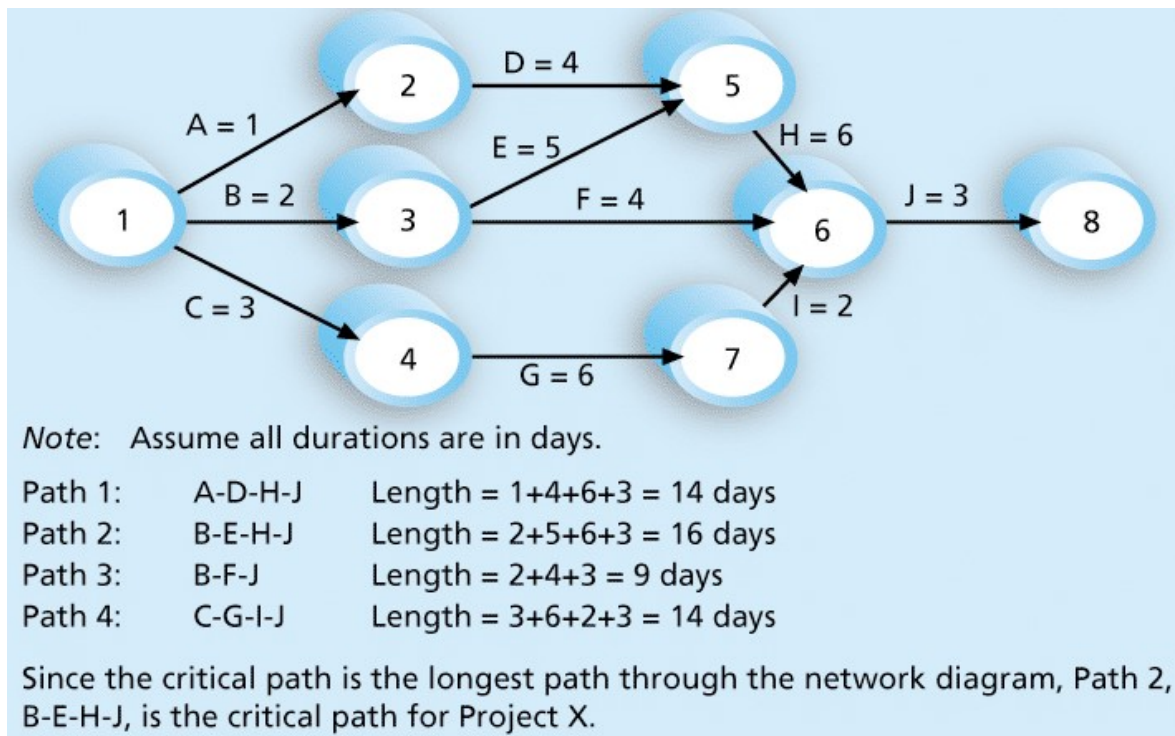 2
D = 4
5
A = 1
E = 5
H = 6
1
B = 2
3
F = 4
6
J = 3
8
C = 3
4
G = 6
7
I = 2
Note: Assume all durations are in days.
Path 1: A-D-H-J Length = 1+4+6+3 = 14 days
Path 2: B-E-H-J Length = 2+5+6+3 = 16 days
Path 3: B-F-J Length = 2+4+3 = 9 days
Path 4: C-G-I-J Length = 3+6+2+3 = 14 days
Since the critical path is the longest path through the network diagram, Path 2,
B-E-H-J, is the critical path for Project X.